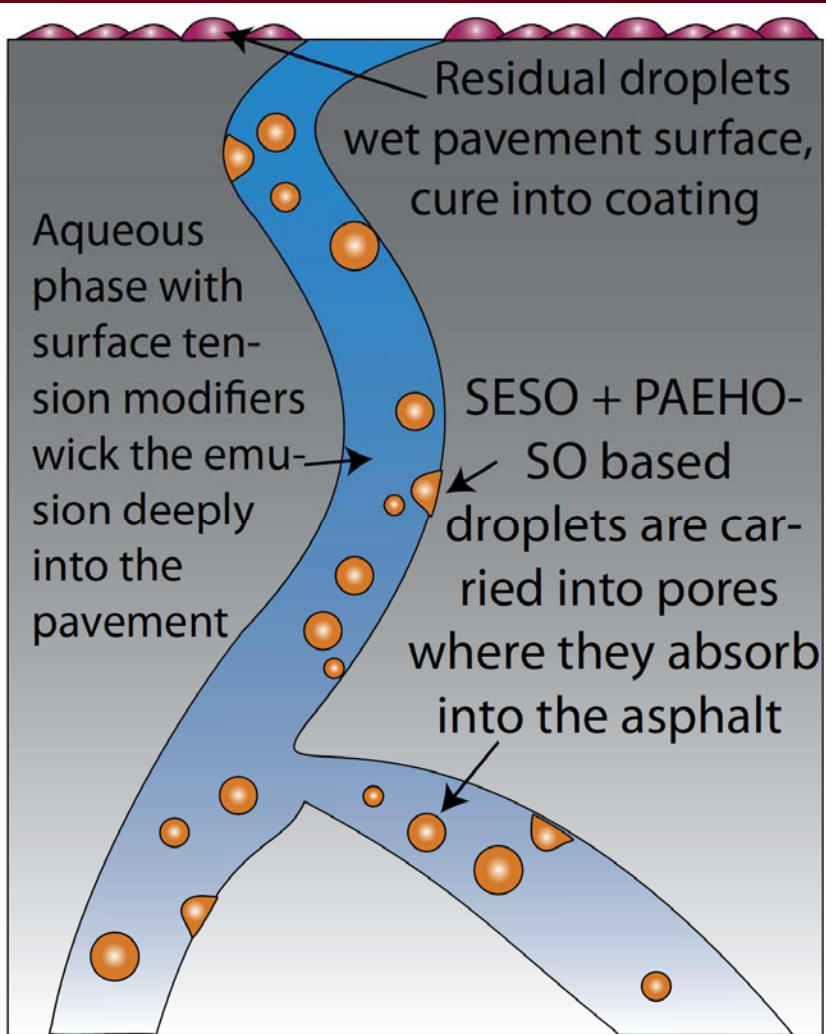 Residual droplets
wet pavement surface,
cure into coating
Aqueous
phase with
surface ten-
sion modifiers
wick the emu-
sion deeply
into the
pavement
SESO + PAEHO-
SO based
droplets are car-
ried into pores
where they absorb
into the asphalt